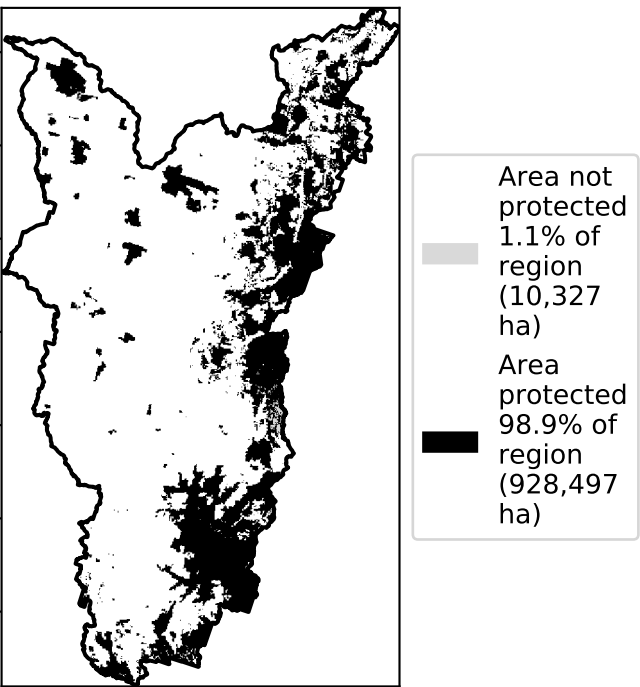 Area not
protected
1.1% of
region
(10,327
ha)
Area
protected
98.9% of
region
(928,497
ha)